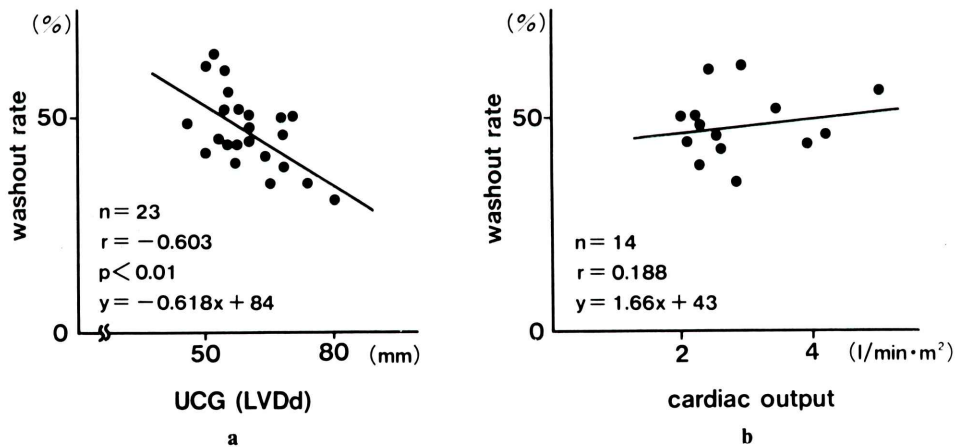 (%)
washout rate
50
0
n = 23
r = −0.603
p < 0.01
y = −0.618x + 84
50
80
(mm)
UCG (LVDd)
a
(%)
washout rate
50
0
n = 14
r = 0.188
y = 1.66x + 43
2
4
(l/min·m²)
cardiac output
b